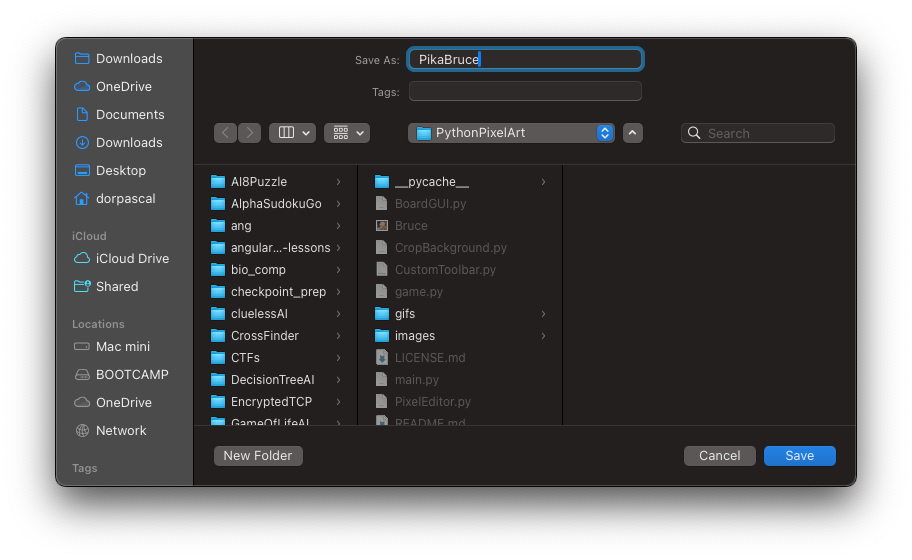 Downloads
OneDrive
Documents
Downloads
Desktop
dorpascal
iCloud
iCloud Drive
Shared
Locations
Mac mini
BOOTCAMP
OneDrive
Network
Tags
Save As: PikaBruce
Tags:
PythonPixelArt
Search
AI8Puzzle
AlphaSudokuGo
ang
angular...-lessons
bio_comp
checkpoint_prep
cluelessAI
CrossFinder
CTFs
DecisionTreeAI
EncryptedTCP
GameOfLifeAI
__pycache__
BoardGUI.py
Bruce
CropBackground.py
CustomToolbar.py
game.py
gifs
images
LICENSE.md
main.py
PixelEditor.py
README.md
New Folder
Cancel
Save